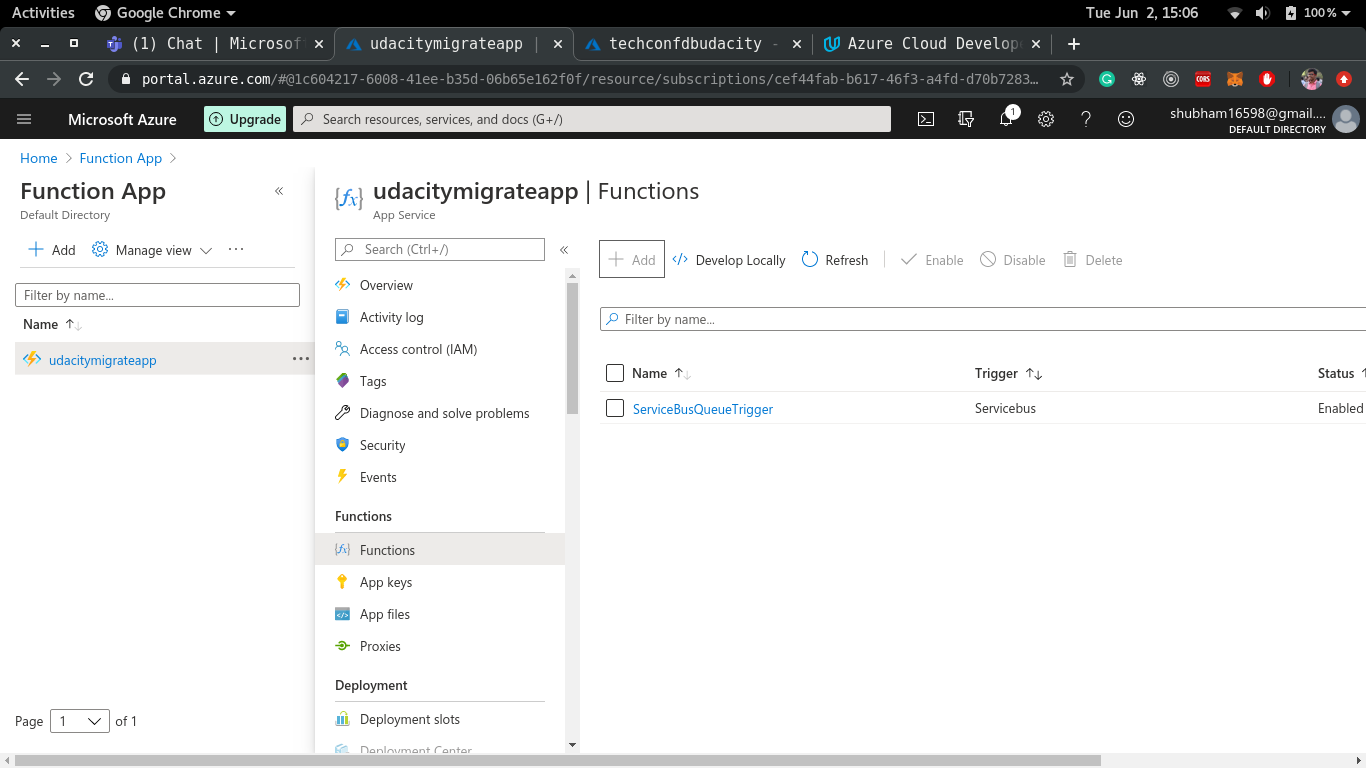 Activities Google Chrome Tue Jun 2, 15:06 100%
(1) Chat | Microsof udacitymigrateapp | techconfdbudacity - Azure Cloud Develop
portal.azure.com/#@1c604217-6008-41ee-b35d-06b65e162f0f/resource/subscriptions/cef44fab-b617-46f3-a4fd-d70b7283... CORS
Microsoft Azure Upgrade Search resources, services, and docs (G+/) 1 shubham16598@gmail....
DEFAULT DIRECTORY
Home > Function App >
Function App «
Default Directory
+ Add Manage view ...
Filter by name...
Name
udacitymigrateapp ...
Page 1 of 1
udacitymigrateapp | Functions
App Service
Search (Ctrl+/) «
Overview
Activity log
Access control (IAM)
Tags
Diagnose and solve problems
Security
Events
Functions
Functions
App keys
App files
Proxies
Deployment
Deployment slots
Deployment Center
+ Add Develop Locally Refresh Enable Disable Delete
Filter by name...
Name Trigger Status
ServiceBusQueueTrigger Servicebus Enabled